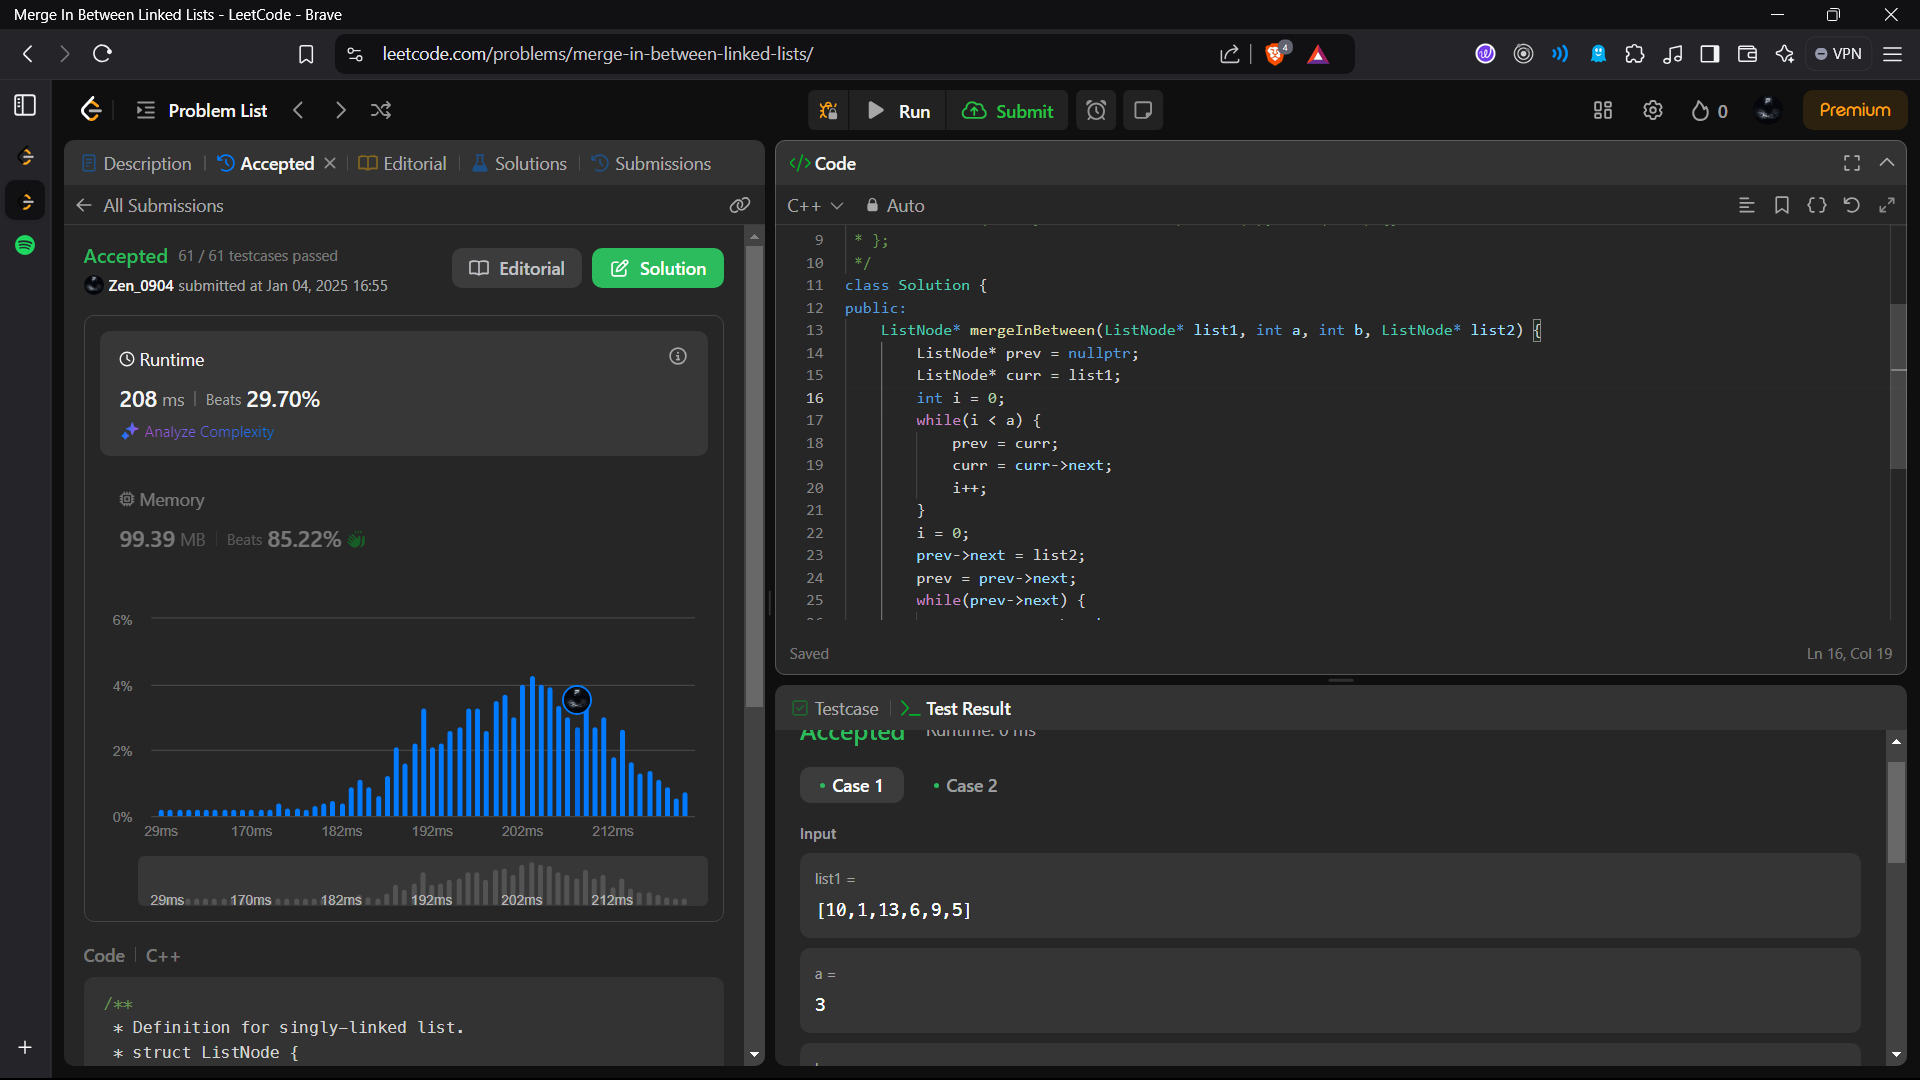 Merge In Between Linked Lists - LeetCode - Brave
leetcode.com/problems/merge-in-between-linked-lists/
4
VPN
Problem List
Run
Submit
0
Premium
Description
Accepted
Editorial
Solutions
Submissions
All Submissions
Accepted 61 / 61 testcases passed
Zen_0904 submitted at Jan 04, 2025 16:55
Editorial
Solution
Runtime
208 ms | Beats 29.70%
Analyze Complexity
Memory
99.39 MB | Beats 85.22%
6%
4%
2%
0%
29ms 170ms 182ms 192ms 202ms 212ms
29ms 170ms 182ms 192ms 202ms 212ms
Code | C++
/**
* Definition for singly-linked list.
* struct ListNode {
</> Code
C++
Auto
9 * };
10 */
11 class Solution {
12 public:
13 ListNode* mergeInBetween(ListNode* list1, int a, int b, ListNode* list2) {
14 ListNode* prev = nullptr;
15 ListNode* curr = list1;
16 int i = 0;
17 while(i < a) {
18 prev = curr;
19 curr = curr->next;
20 i++;
21 }
22 i = 0;
23 prev->next = list2;
24 prev = prev->next;
25 while(prev->next) {
Saved
Ln 16, Col 19
Testcase
Test Result
Accepted Runtime: 0 ms
Case 1
Case 2
Input
list1 =
[10,1,13,6,9,5]
a =
3